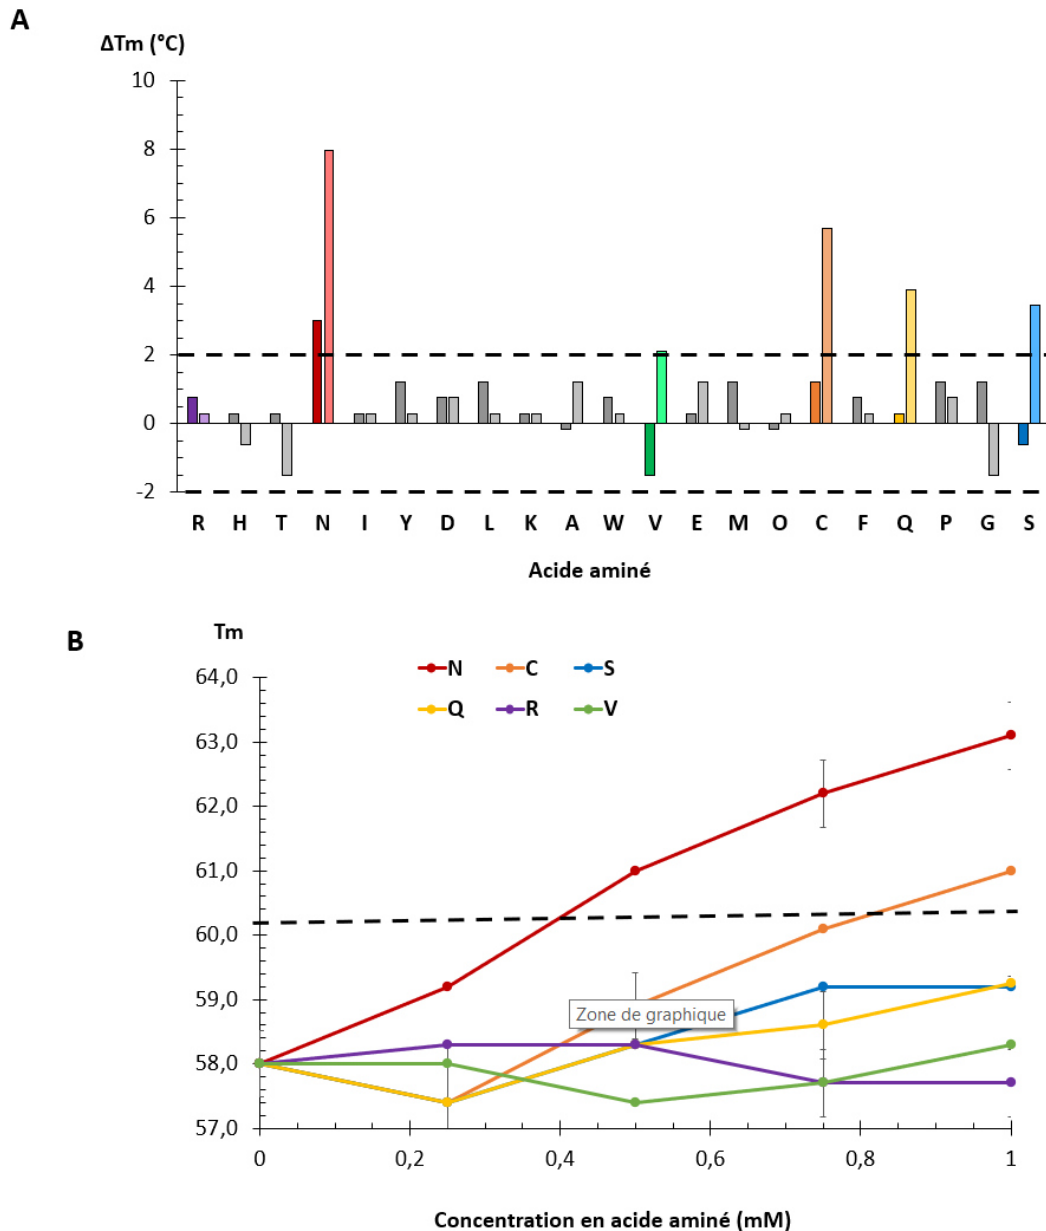 A
ΔTm (°C)
10
8
6
4
2
0
-2
R H T N I Y D L K A W V E M O C F Q P G S
Acide aminé
B
Tm
N C S
Q R V
64,0
63,0
62,0
61,0
60,0
59,0
58,0
57,0
Zone de graphique
0 0,2 0,4 0,6 0,8 1
Concentration en acide aminé (mM)